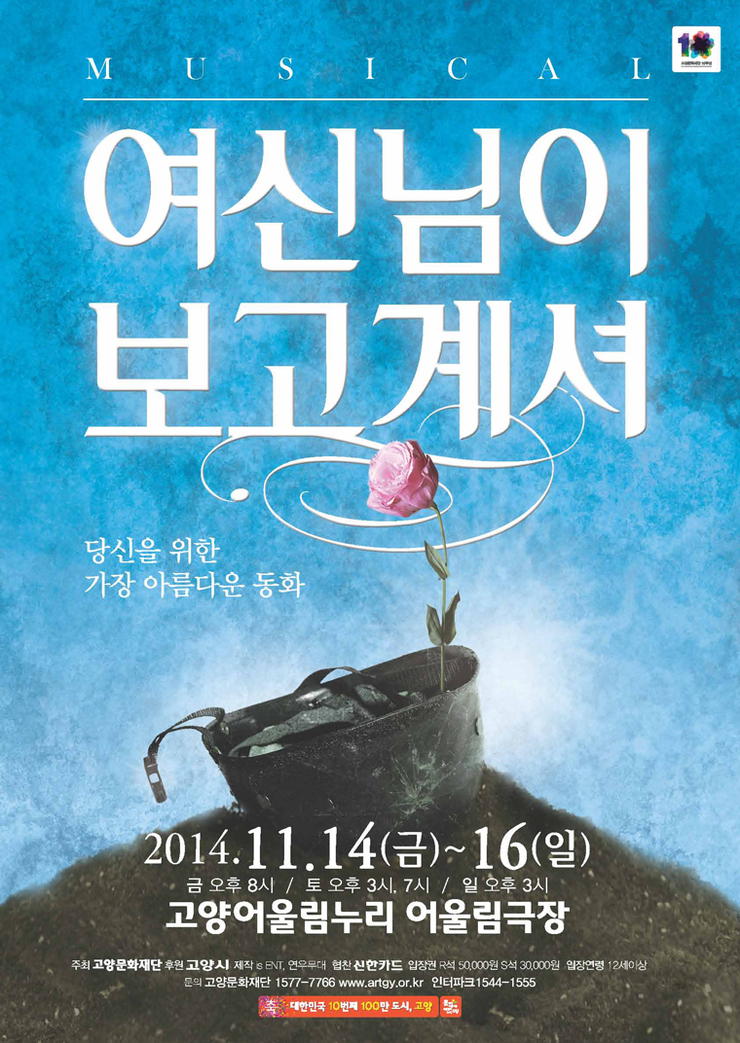 MUSICAL
여신님이
보고계셔
당신을 위한
가장 아름다운 동화
2014.11.14(금)~16(일)
금 오후 8시 / 토 오후 3시, 7시 / 일 오후 3시
고양어울림누리 어울림극장
주최 고양문화재단 후원 고양시 제작 is ENT, 연우무대 협찬 신한카드 입장권 R석 50,000원 S석 30,000원 입장연령 12세이상
문의 고양문화재단 1577-7766 www.artgy.or.kr 인터파크1544-1555
대한민국 10번째 100만 도시, 고양